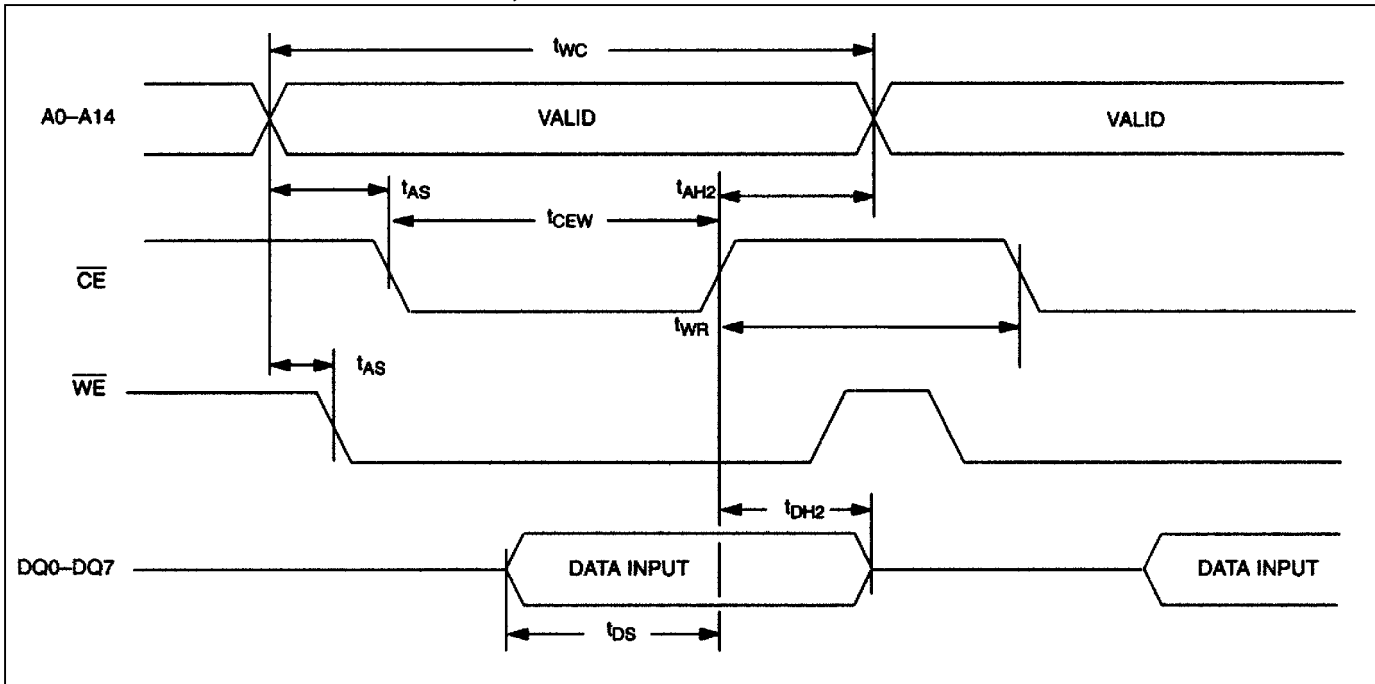 tWC
A0–A14
VALID
VALID
tAS
tAH2
tCEW
CE
tWR
tAS
WE
tDH2
DQ0–DQ7
DATA INPUT
DATA INPUT
tDS